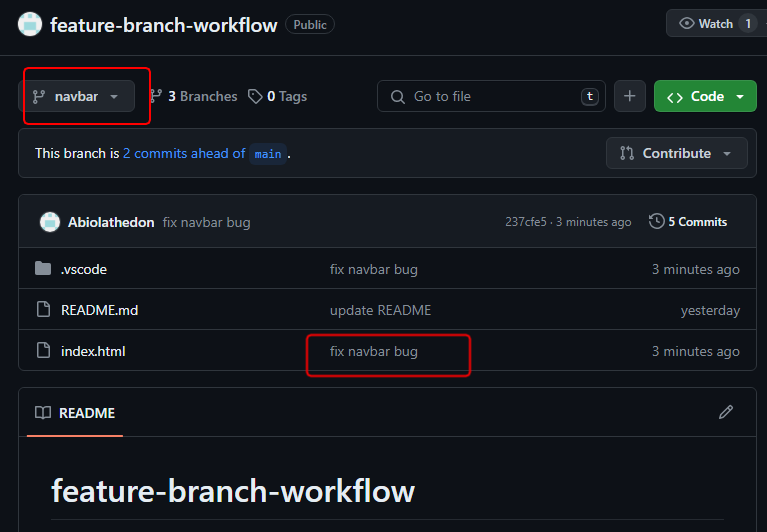 feature-branch-workflow Public Watch 1
navbar 3 Branches 0 Tags Go to file t + Code
This branch is 2 commits ahead of main . Contribute
Abiolathedon fix navbar bug 237cfe5 · 3 minutes ago 5 Commits
.vscode fix navbar bug 3 minutes ago
README.md update README yesterday
index.html fix navbar bug 3 minutes ago
README
feature-branch-workflow